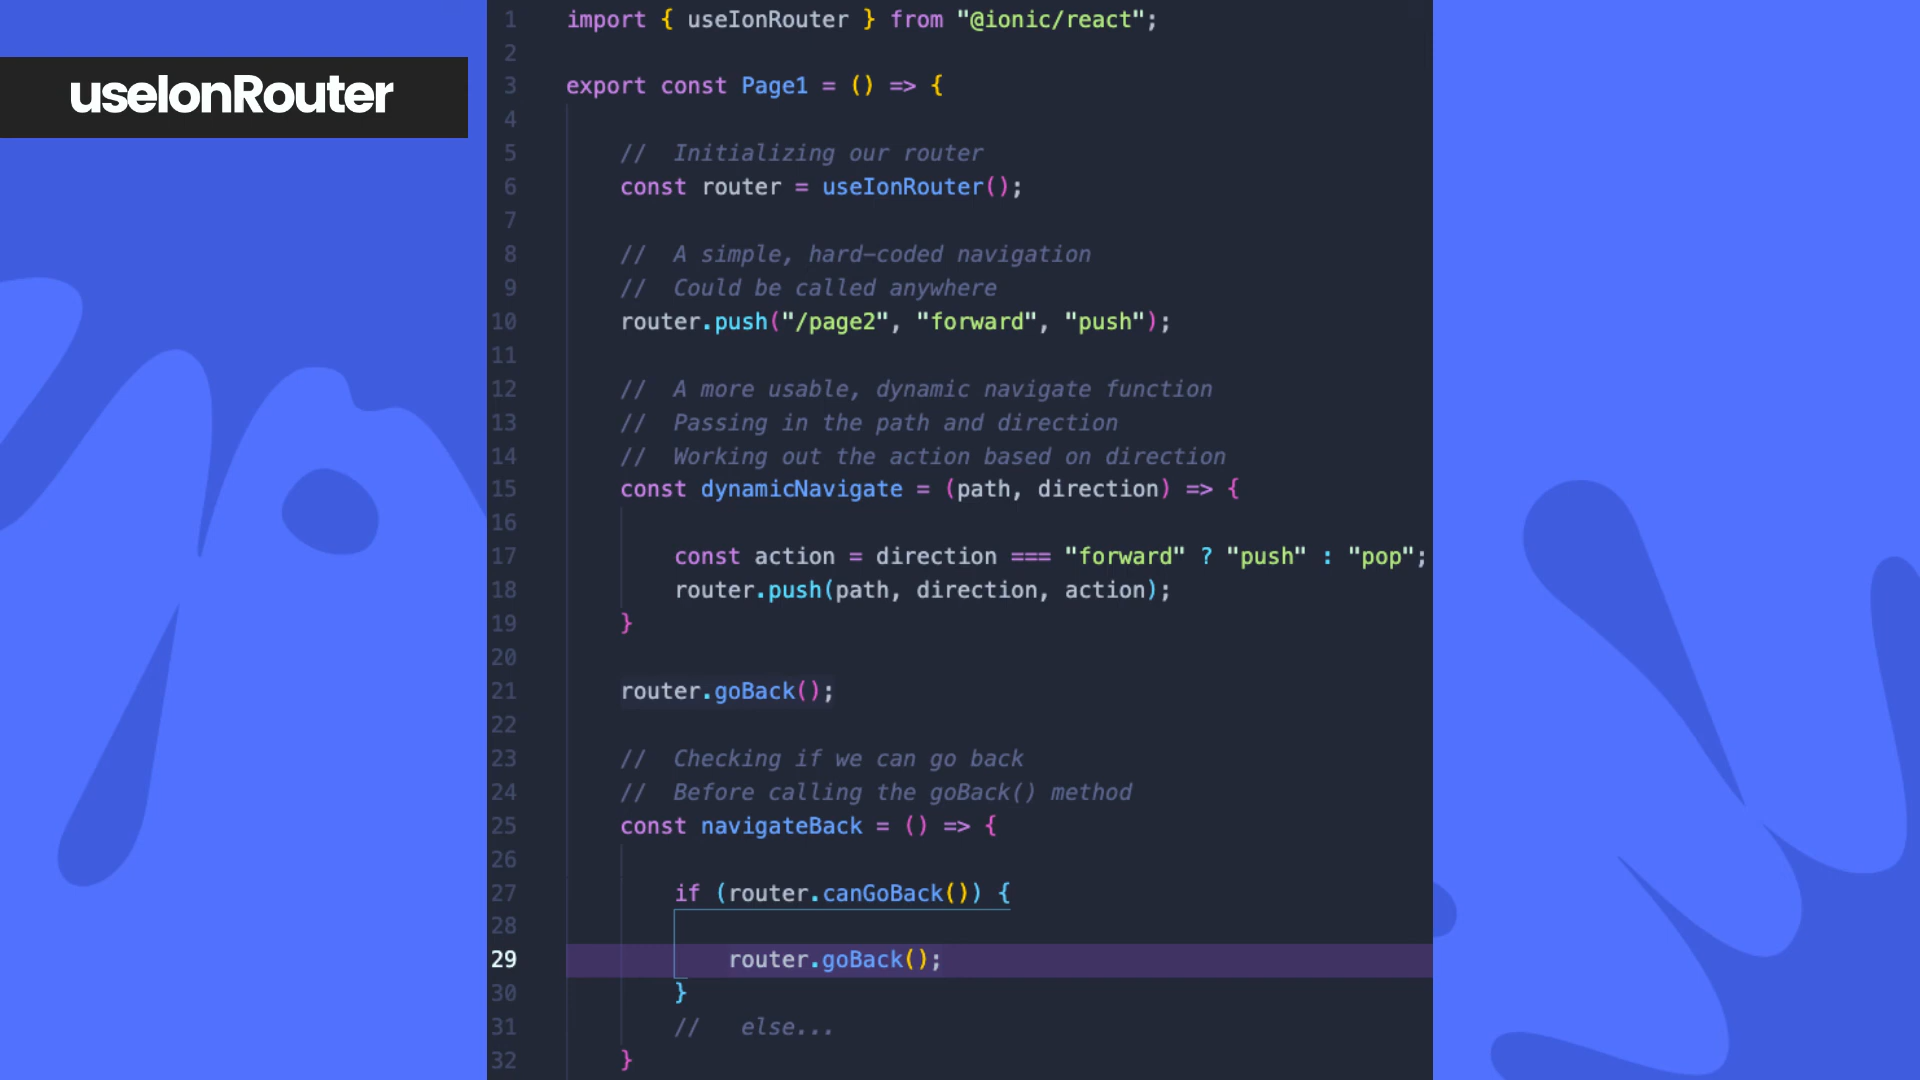 useIonRouter
1 import { useIonRouter } from "@ionic/react";
2
3 export const Page1 = () => {
4
5 // Initializing our router
6 const router = useIonRouter();
7
8 // A simple, hard-coded navigation
9 // Could be called anywhere
10 router.push("/page2", "forward", "push");
11
12 // A more usable, dynamic navigate function
13 // Passing in the path and direction
14 // Working out the action based on direction
15 const dynamicNavigate = (path, direction) => {
16
17 const action = direction === "forward" ? "push" : "pop";
18 router.push(path, direction, action);
19 }
20
21 router.goBack();
22
23 // Checking if we can go back
24 // Before calling the goBack() method
25 const navigateBack = () => {
26
27 if (router.canGoBack()) {
28
29 router.goBack();
30 }
31 // else...
32 }